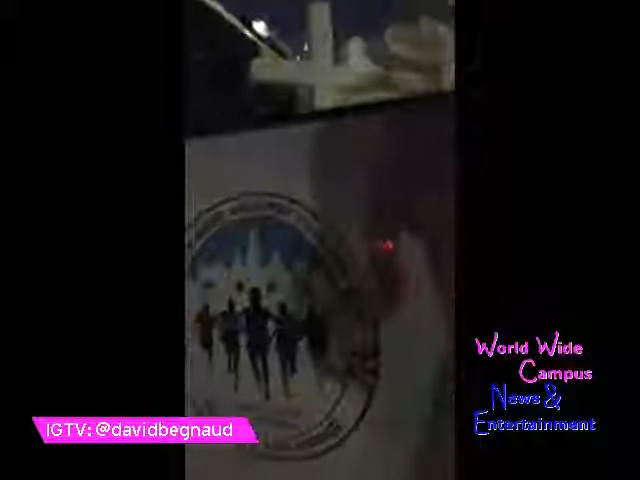 World Wide
Campus
News &
Entertainment
IGTV: @davidbegnaud